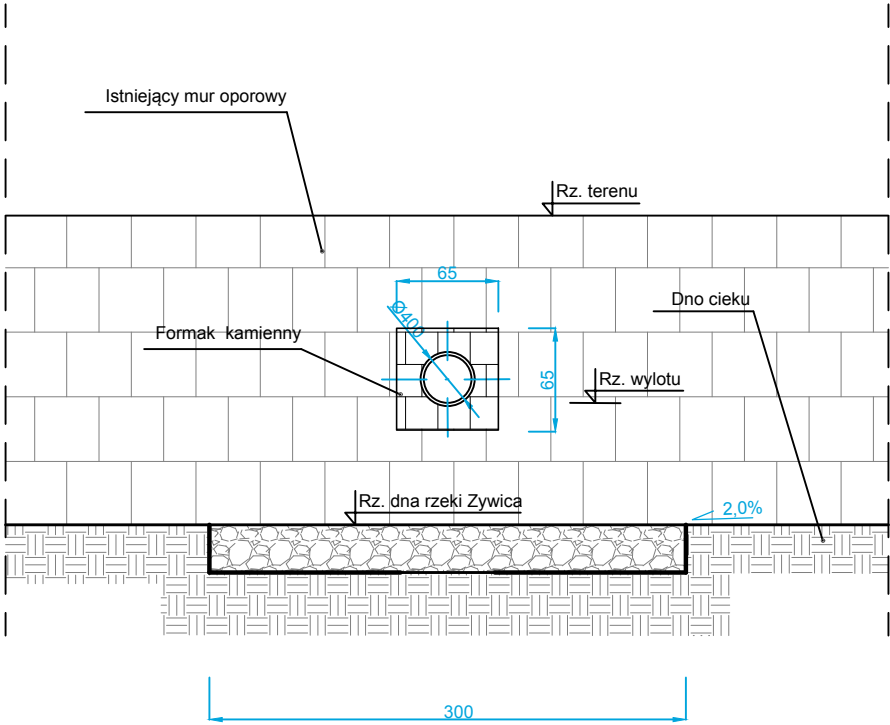 Istniejący mur oporowy
Rz. terenu
65
Dno cieku
Ø400
Formak kamienny
65
Rz. wylotu
Rz. dna rzeki Zywica
2,0%
300